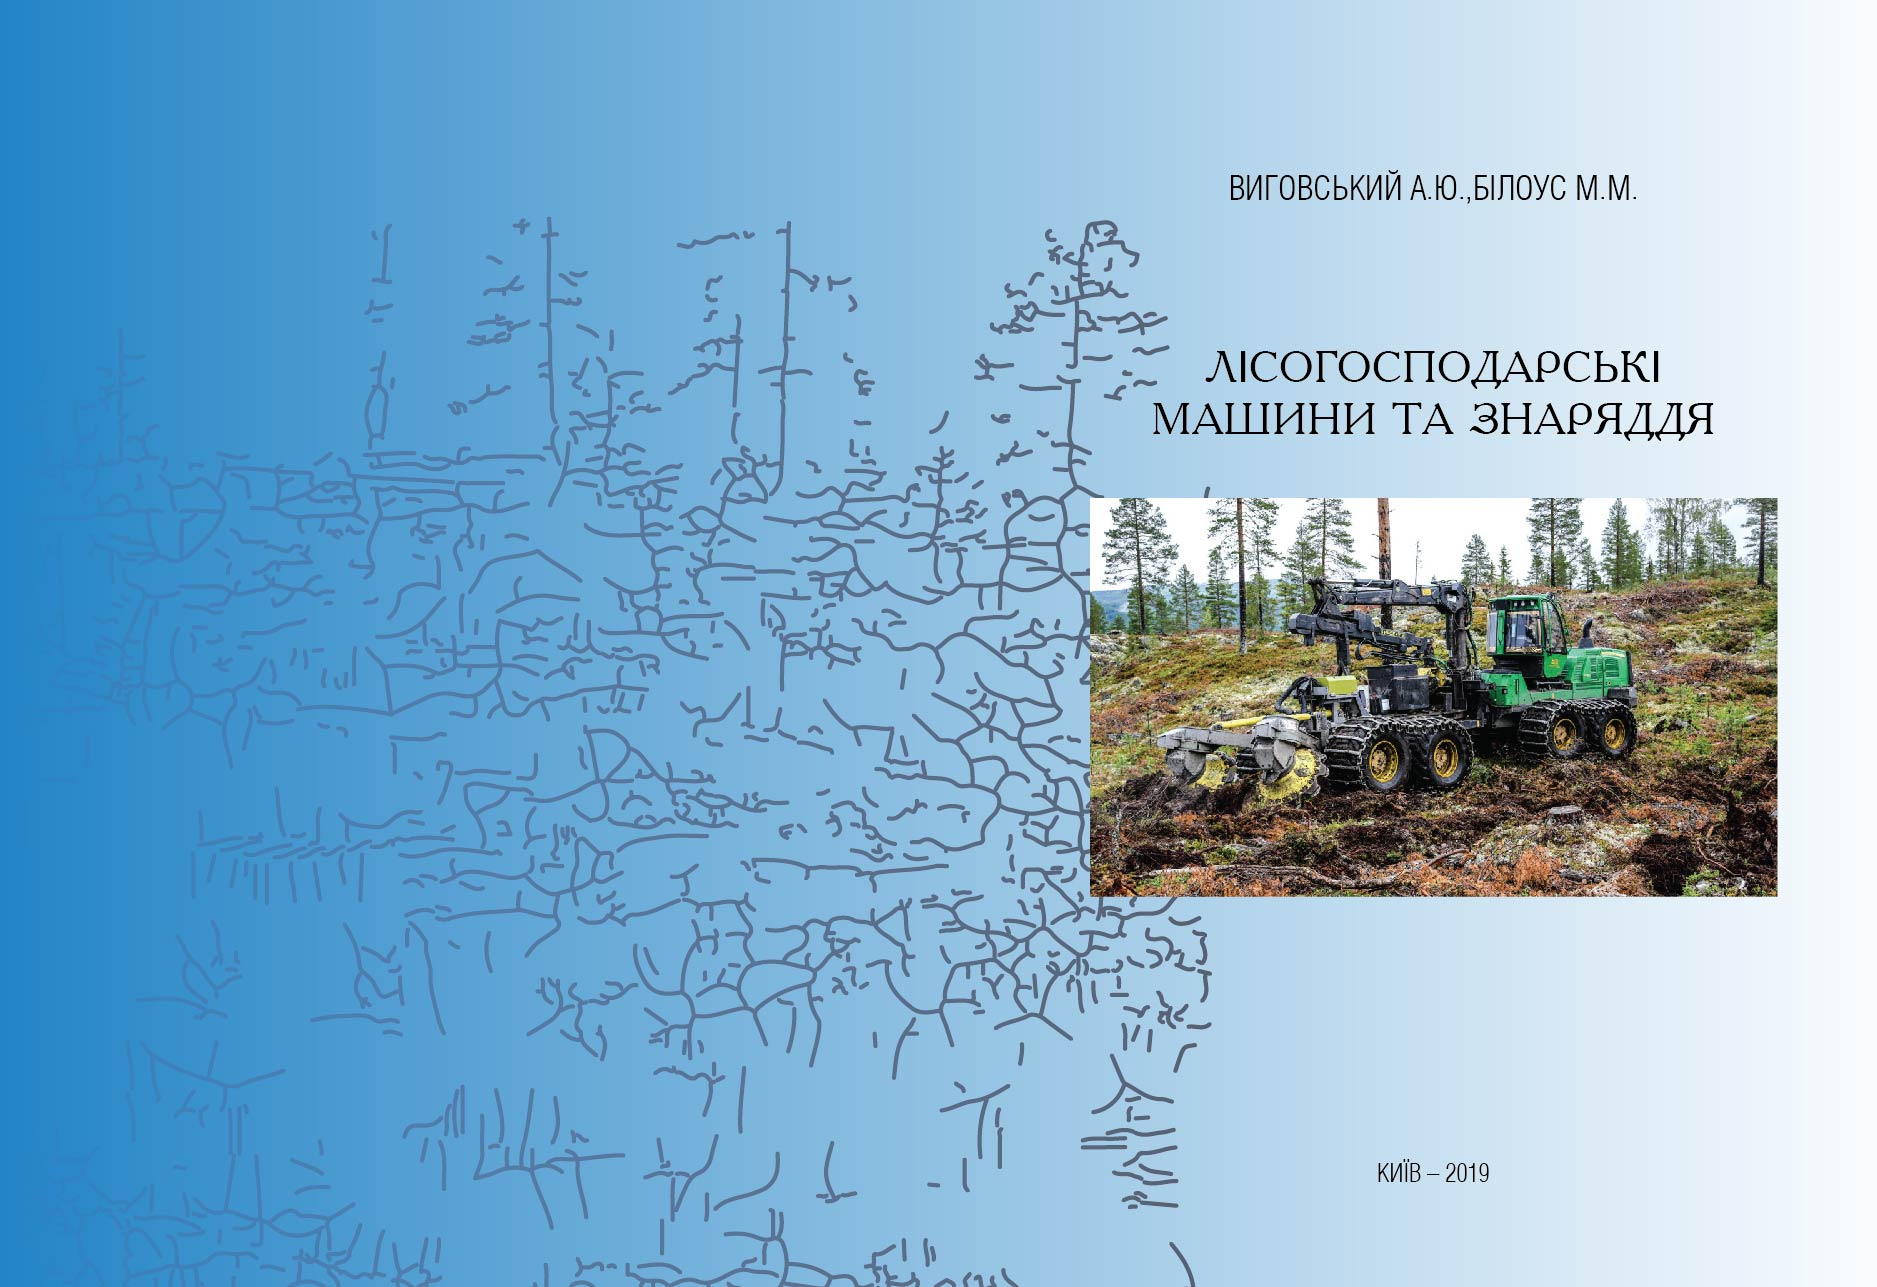 ВИГОВСЬКИЙ А.Ю.,БІЛОУС М.М.
ЛІСОГОСПОДАРСЬКІ
МАШИНИ ТА ЗНАРЯДДЯ
КИЇВ – 2019